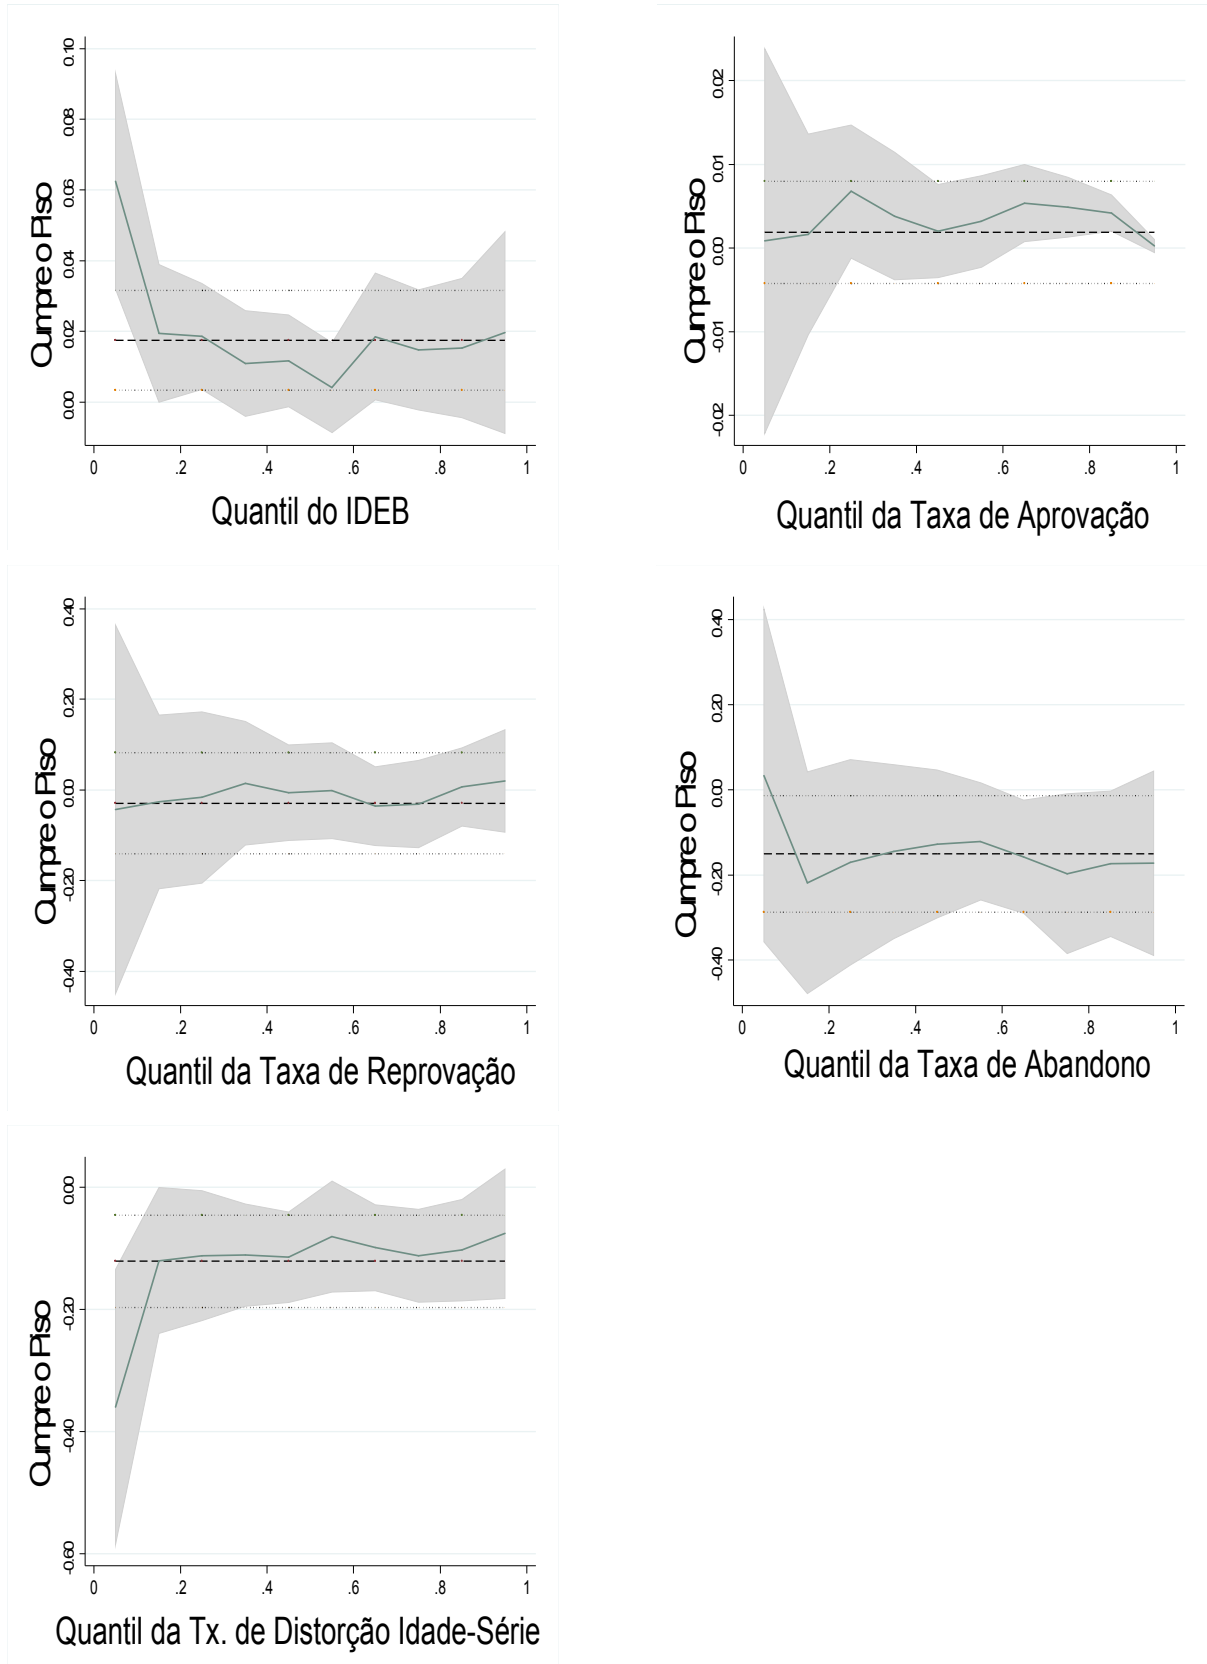 0.10
0.08
0.06
0.04
0.02
0.00
Cumpre o Piso
0 .2 .4 .6 .8 1
Quantil do IDEB
0.02
0.01
0.00
-0.01
-0.02
Cumpre o Piso
0 .2 .4 .6 .8 1
Quantil da Taxa de Aprovação
0.40
0.20
0.00
-0.20
-0.40
Cumpre o Piso
0 .2 .4 .6 .8 1
Quantil da Taxa de Reprovação
0.40
0.20
0.00
-0.20
-0.40
Cumpre o Piso
0 .2 .4 .6 .8 1
Quantil da Taxa de Abandono
0.00
-0.20
-0.40
-0.60
Cumpre o Piso
0 .2 .4 .6 .8 1
Quantil da Tx. de Distorção Idade-Série